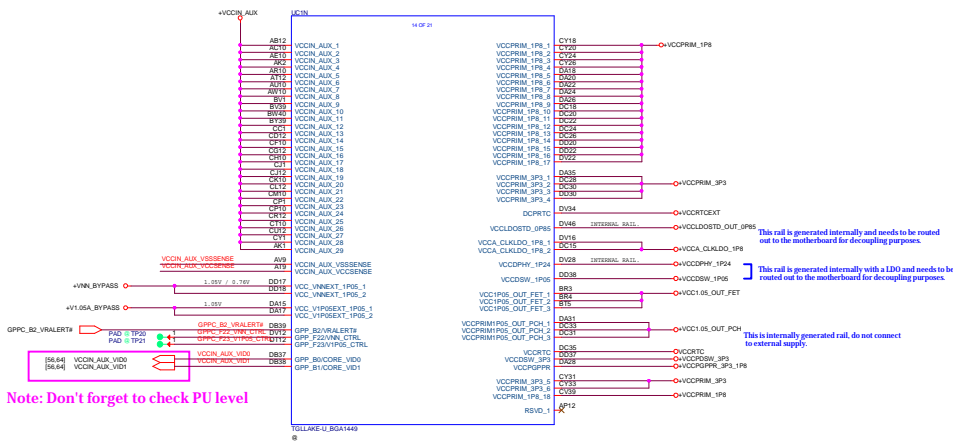 +VCCIN_AUX
UC1N
14 OF 21
AB12 VCCIN_AUX_1
AC10 VCCIN_AUX_2
AE10 VCCIN_AUX_3
AK2 VCCIN_AUX_4
AR10 VCCIN_AUX_5
AT12 VCCIN_AUX_6
AU10 VCCIN_AUX_7
AW10 VCCIN_AUX_8
BV1 VCCIN_AUX_9
BV39 VCCIN_AUX_10
BW40 VCCIN_AUX_11
BY39 VCCIN_AUX_12
CC1 VCCIN_AUX_13
CD12 VCCIN_AUX_14
CF10 VCCIN_AUX_15
CG12 VCCIN_AUX_16
CH10 VCCIN_AUX_17
CJ1 VCCIN_AUX_18
CJ12 VCCIN_AUX_19
CK10 VCCIN_AUX_20
CL12 VCCIN_AUX_21
CM10 VCCIN_AUX_22
CP1 VCCIN_AUX_23
CP10 VCCIN_AUX_24
CR12 VCCIN_AUX_25
CT10 VCCIN_AUX_26
CU12 VCCIN_AUX_27
CY1 VCCIN_AUX_28
AK1 VCCIN_AUX_29
VCCIN_AUX_VSSSENSE AV9 VCCIN_AUX_VSSSENSE
VCCIN_AUX_VCCSENSE AT9 VCCIN_AUX_VCCSENSE
+VNN_BYPASS 1.05V / 0.76V DD17 VCC_VNNEXT_1P05_1
DD18 VCC_VNNEXT_1P05_2
+V1.05A_BYPASS 1.05V DA15 VCC_V1P05EXT_1P05_1
DA17 VCC_V1P05EXT_1P05_2
GPPC_B2_VRALERT# GPPC_B2_VRALERT# DB39 GPP_B2/VRALERT#
PAD @ TP20 1 GPPC_F22_VNN_CTRL DV12 GPP_F22/VNN_CTRL
PAD @ TP21 1 GPPC_F23_V1P05_CTRL DT12 GPP_F23/V1P05_CTRL
[56,64] VCCIN_AUX_VID0 VCCIN_AUX_VID0 DB37 GPP_B0/CORE_VID0
[56,64] VCCIN_AUX_VID1 VCCIN_AUX_VID1 DB38 GPP_B1/CORE_VID1
Note: Don't forget to check PU level
VCCPRIM_1P8_1 CY18 +VCCPRIM_1P8
VCCPRIM_1P8_2 CY20
VCCPRIM_1P8_3 CY24
VCCPRIM_1P8_4 CY26
VCCPRIM_1P8_5 DA18
VCCPRIM_1P8_6 DA20
VCCPRIM_1P8_7 DA22
VCCPRIM_1P8_8 DA24
VCCPRIM_1P8_9 DA26
VCCPRIM_1P8_10 DC18
VCCPRIM_1P8_11 DC20
VCCPRIM_1P8_12 DC22
VCCPRIM_1P8_13 DC24
VCCPRIM_1P8_14 DC26
VCCPRIM_1P8_15 DD20
VCCPRIM_1P8_16 DD22
VCCPRIM_1P8_17 DV22
VCCPRIM_3P3_1 DA35
VCCPRIM_3P3_2 DC28 +VCCPRIM_3P3
VCCPRIM_3P3_3 DC30
VCCPRIM_3P3_4 DD30
DCPRTC DV34 +VCCRTCEXT
VCCLDOSTD_0P85 DV46 INTERNAL RAIL. +VCCLDOSTD_OUT_0P85
This rail is generated internally and needs to be routed
out to the motherboard for decoupling purposes.
VCCA_CLKLDO_1P8_1 DV16
VCCA_CLKLDO_1P8_2 DC15 +VCCA_CLKLDO_1P8
VCCDPHY_1P24 DV28 INTERNAL RAIL. +VCCDPHY_1P24
VCCDSW_1P05 DD38 +VCCDSW_1P05
This rail is generated internally with a LDO and needs to be
routed out to the motherboard for decoupling purposes.
VCC1P05_OUT_FET_1 BR3 +VCC1.05_OUT_FET
VCC1P05_OUT_FET_2 BR4
VCC1P05_OUT_FET_3 BT5
VCCPRIM1P05_OUT_PCH_1 DA31
VCCPRIM1P05_OUT_PCH_2 DC33 +VCC1.05_OUT_PCH
VCCPRIM1P05_OUT_PCH_3 DC31
This is internally generated rail, do not connect
to external supply.
VCCRTC DC35 +VCCRTC
VCCDSW_3P3 DD37 +VCCDSW_3P3
VCCPGPPR DA28 +VCCPGPPR_3P3_1P8
VCCPRIM_3P3_5 CY31 +VCCPRIM_3P3
VCCPRIM_3P3_6 CY33
VCCPRIM_1P8_18 CV39 +VCCPRIM_1P8
RSVD_1 AP12
TGLLAKE-U_BGA1449
@